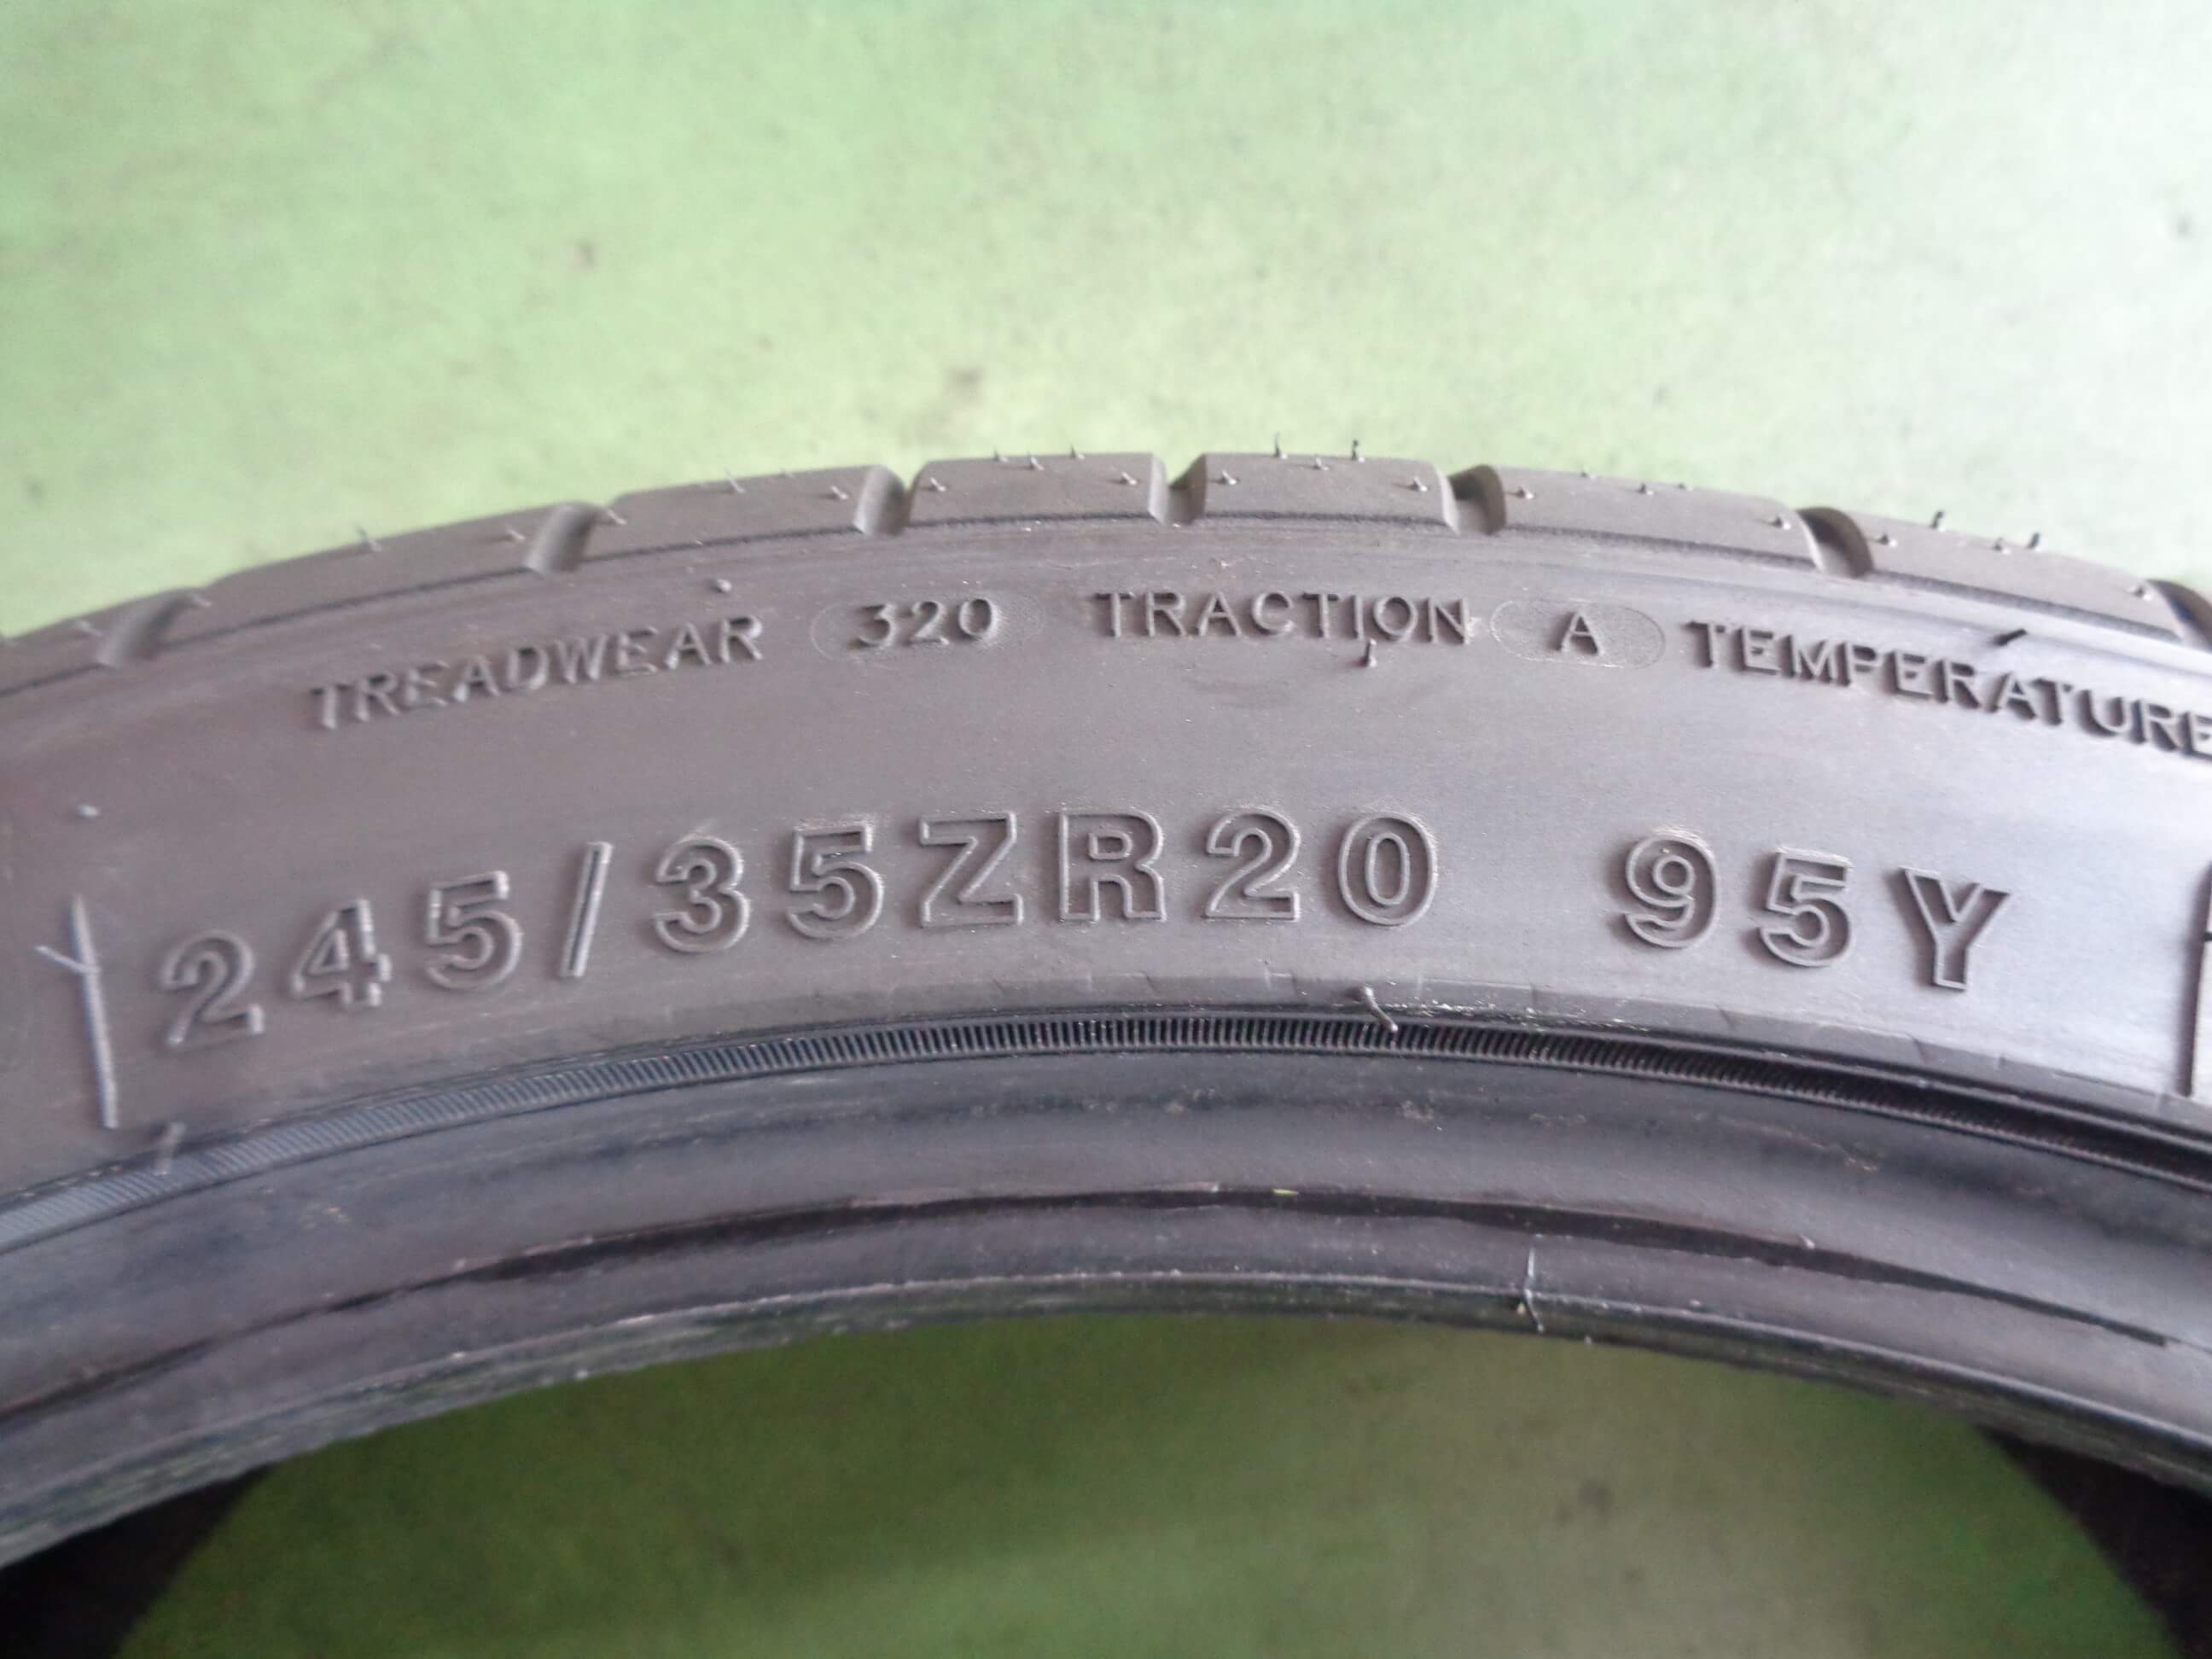 TREADWEAR 320 TRACTION A TEMPERATURE
245/35ZR20 95Y